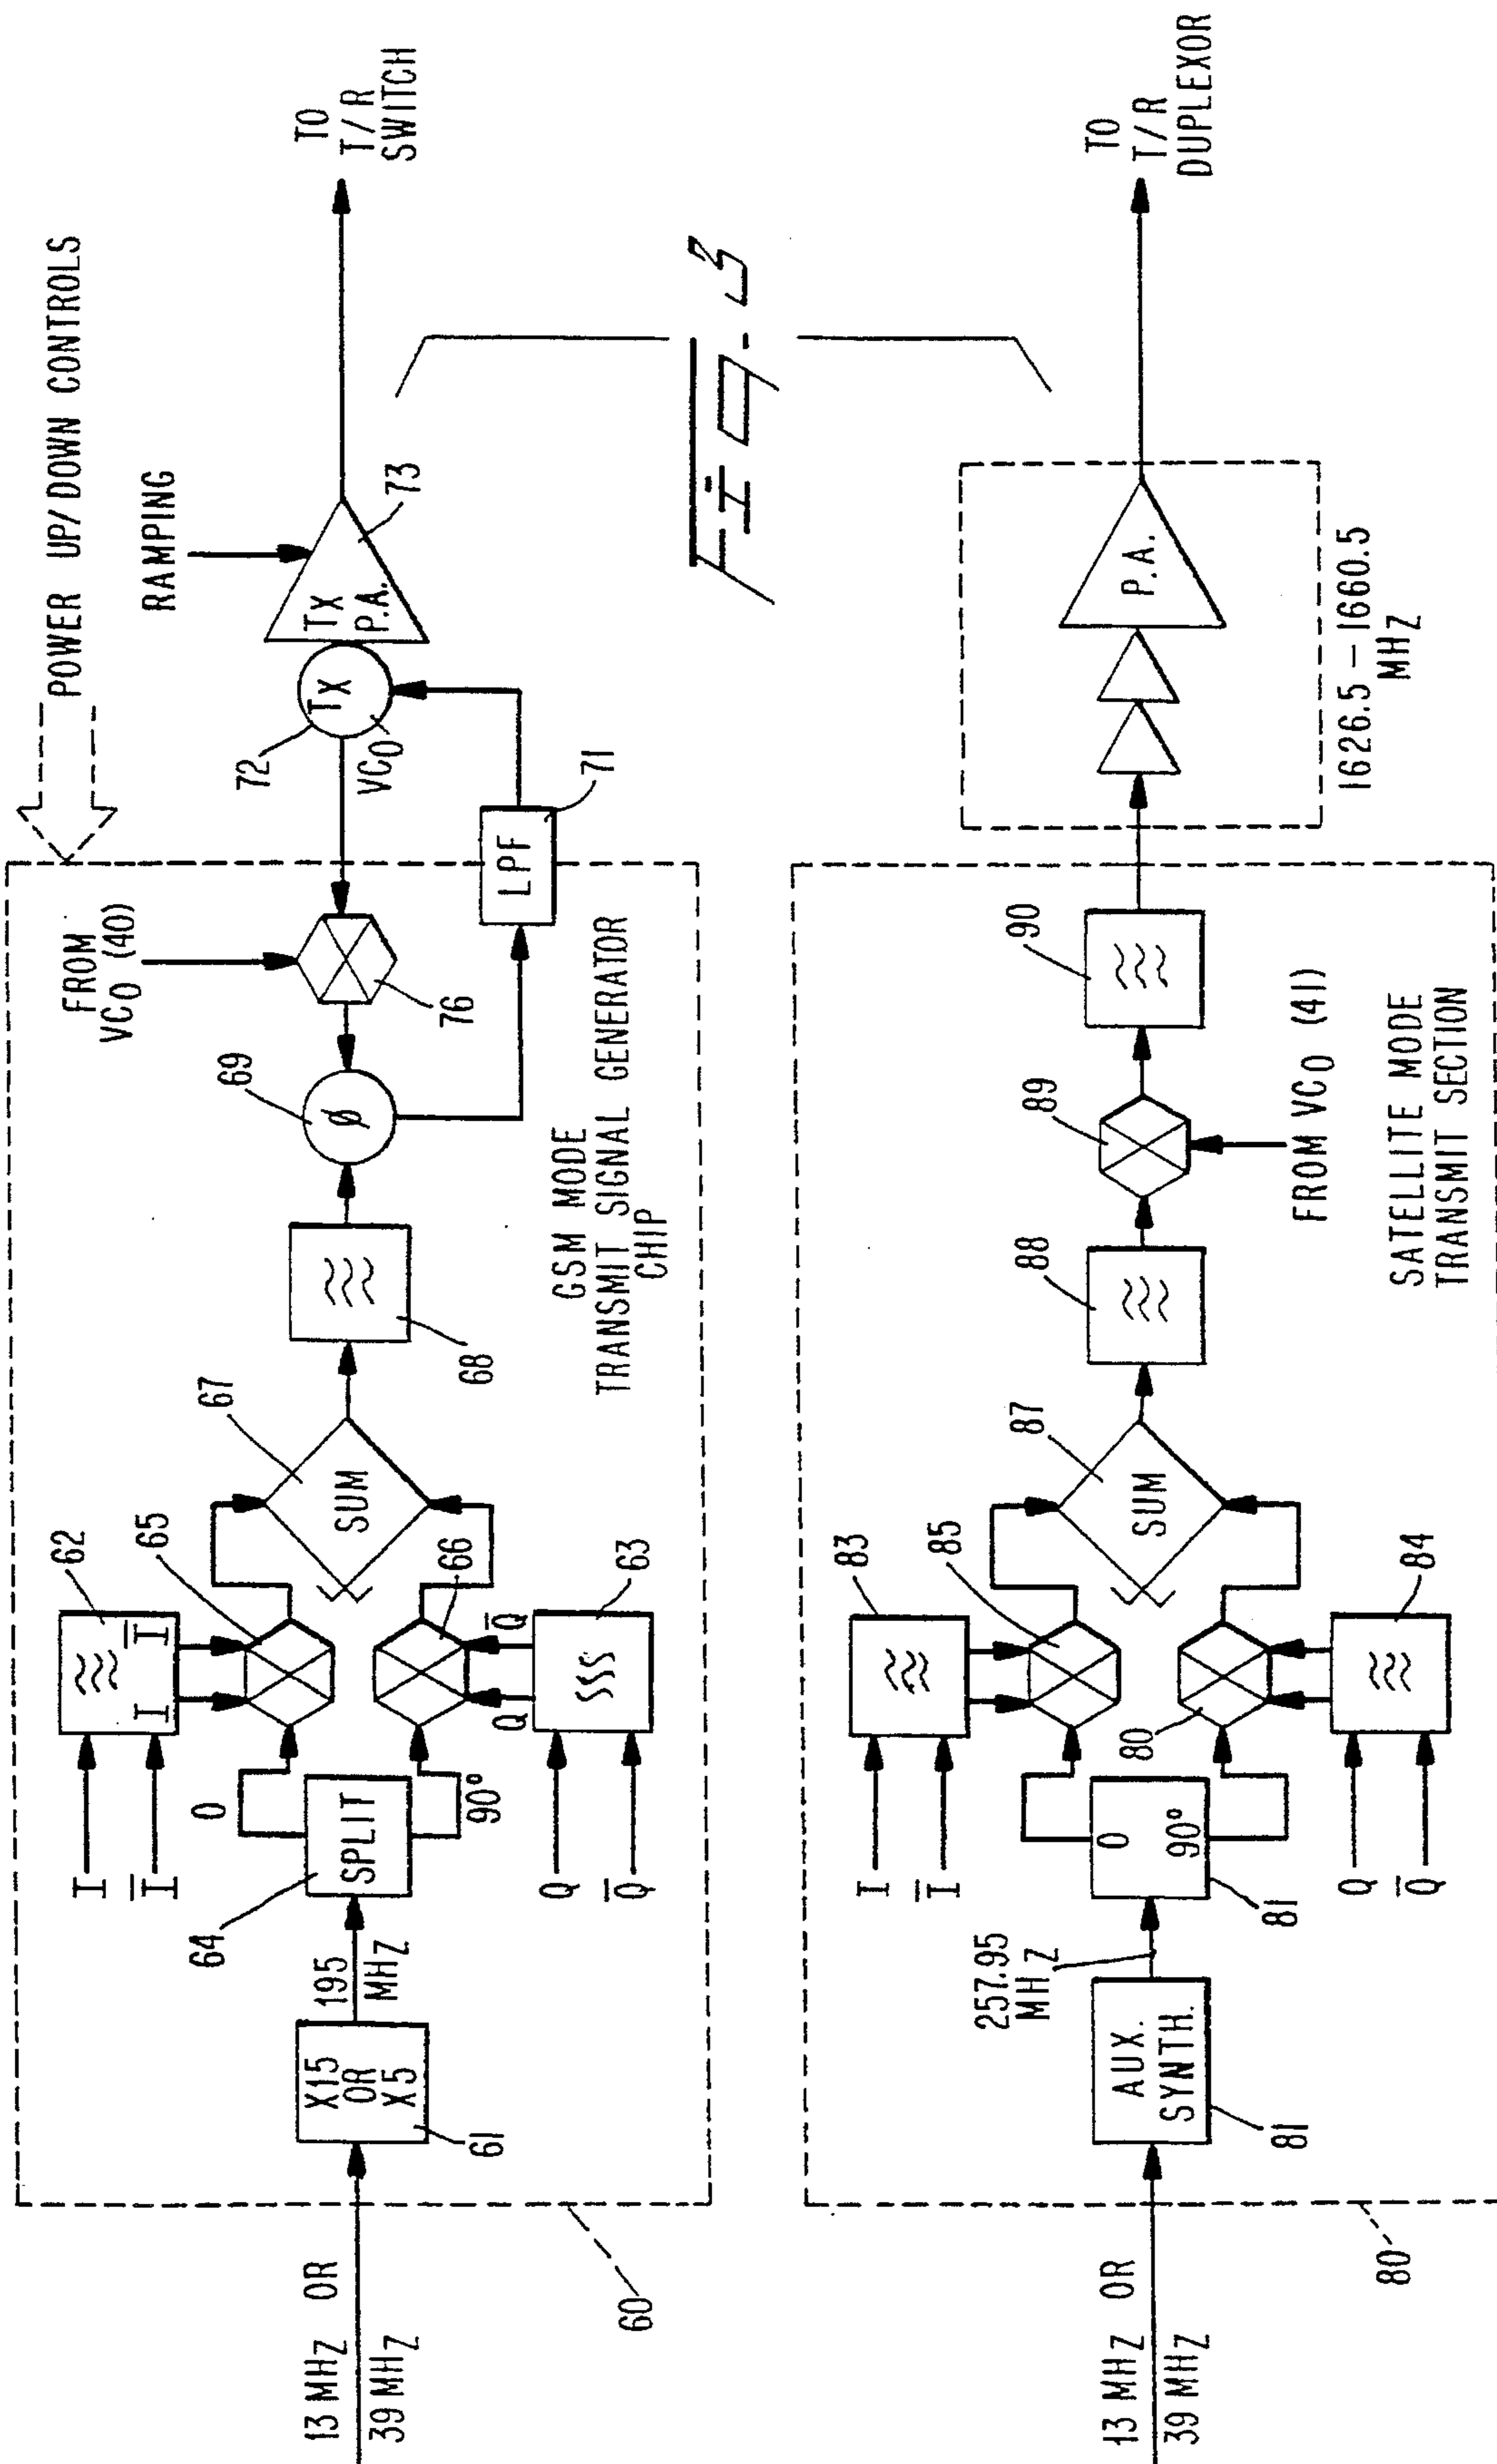 POWER UP/DOWN CONTROLS
13 MHZ OR
39 MHZ
60
X15
OR
X5
61
195
MHZ
64
SPLIT
0
90°
I
I̅
62
I
I̅
65
66
Q
Q̅
63
Q
Q̅
67
SUM
68
69
ø
FROM
VCO (40)
76
GSM MODE
TRANSMIT SIGNAL GENERATOR
CHIP
LPF
71
72
TX
VCO
RAMPING
TX
P.A.
73
TO
T/R
SWITCH
Fig. 3
13 MHZ OR
39 MHZ
80
AUX.
SYNTH.
81
257.95
MHZ
0
90°
81
I
I̅
83
85
80
84
Q
Q̅
87
SUM
88
89
FROM VCO (41)
90
SATELLITE MODE
TRANSMIT SECTION
P.A.
1626.5 – 1660.5
MHZ
TO
T/R
DUPLEXOR